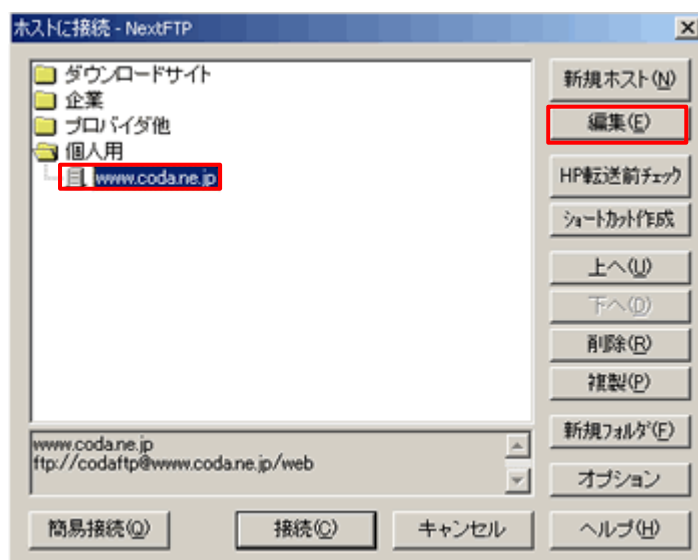 ホストに接続 - NextFTP
ダウンロードサイト
企業
プロバイダ他
個人用
www.coda.ne.jp
新規ホスト(N)
編集(E)
HP転送前チェック
ショートカット作成
上へ(U)
下へ(D)
削除(R)
複製(P)
新規フォルダ(F)
オプション
ヘルプ(H)
www.coda.ne.jp
ftp://codaftp@www.coda.ne.jp/web
簡易接続(Q)
接続(C)
キャンセル